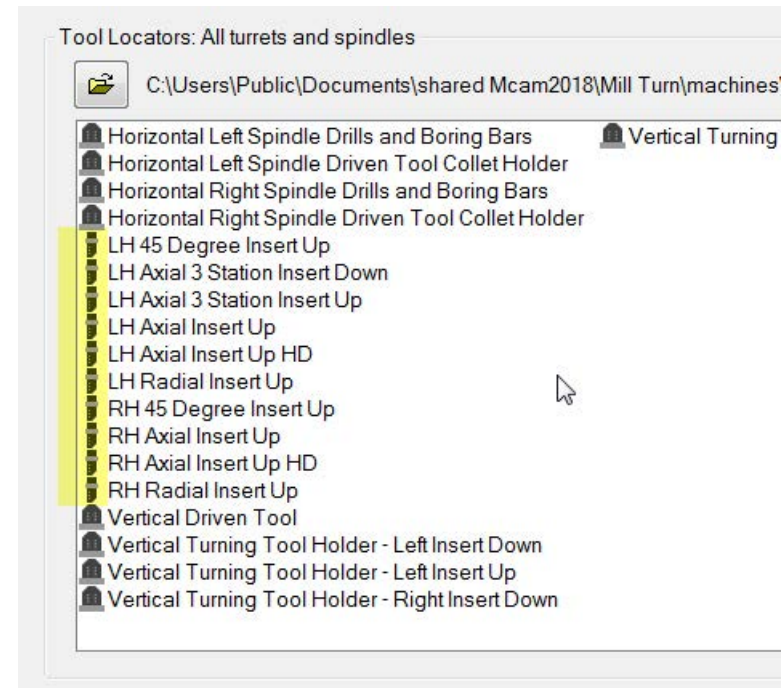 Tool Locators: All turrets and spindles
C:\Users\Public\Documents\shared Mcam2018\Mill Turn\machines\
Horizontal Left Spindle Drills and Boring Bars
Horizontal Left Spindle Driven Tool Collet Holder
Horizontal Right Spindle Drills and Boring Bars
Horizontal Right Spindle Driven Tool Collet Holder
LH 45 Degree Insert Up
LH Axial 3 Station Insert Down
LH Axial 3 Station Insert Up
LH Axial Insert Up
LH Axial Insert Up HD
LH Radial Insert Up
RH 45 Degree Insert Up
RH Axial Insert Up
RH Axial Insert Up HD
RH Radial Insert Up
Vertical Driven Tool
Vertical Turning Tool Holder - Left Insert Down
Vertical Turning Tool Holder - Left Insert Up
Vertical Turning Tool Holder - Right Insert Down
Vertical Turning